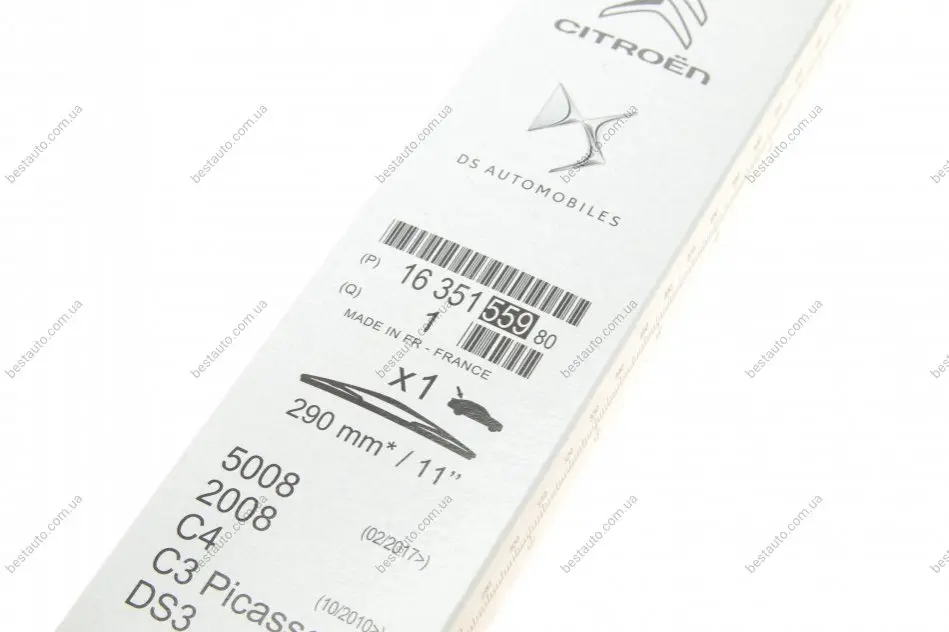 CITROËN
DS AUTOMOBILES
(P) 16 351 559 80
(Q) 1
MADE IN FR - FRANCE
x1
290 mm* / 11”
5008
2008 (02/2017>)
C4
C3 Picasso (10/2010>)
DS3
bestauto.com.ua